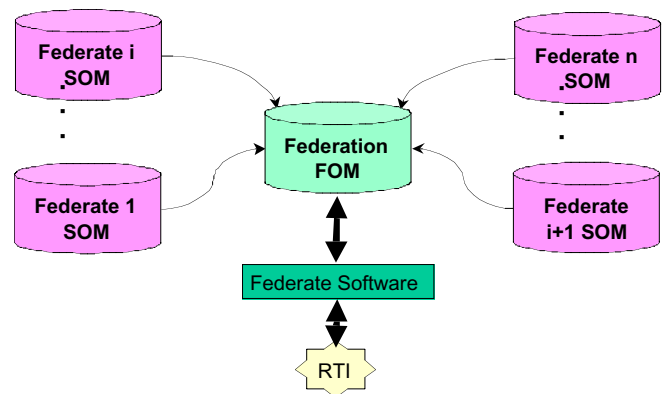 Federate i
SOM
Federate n
SOM
Federation
FOM
Federate 1
SOM
Federate
i+1 SOM
Federate Software
RTI